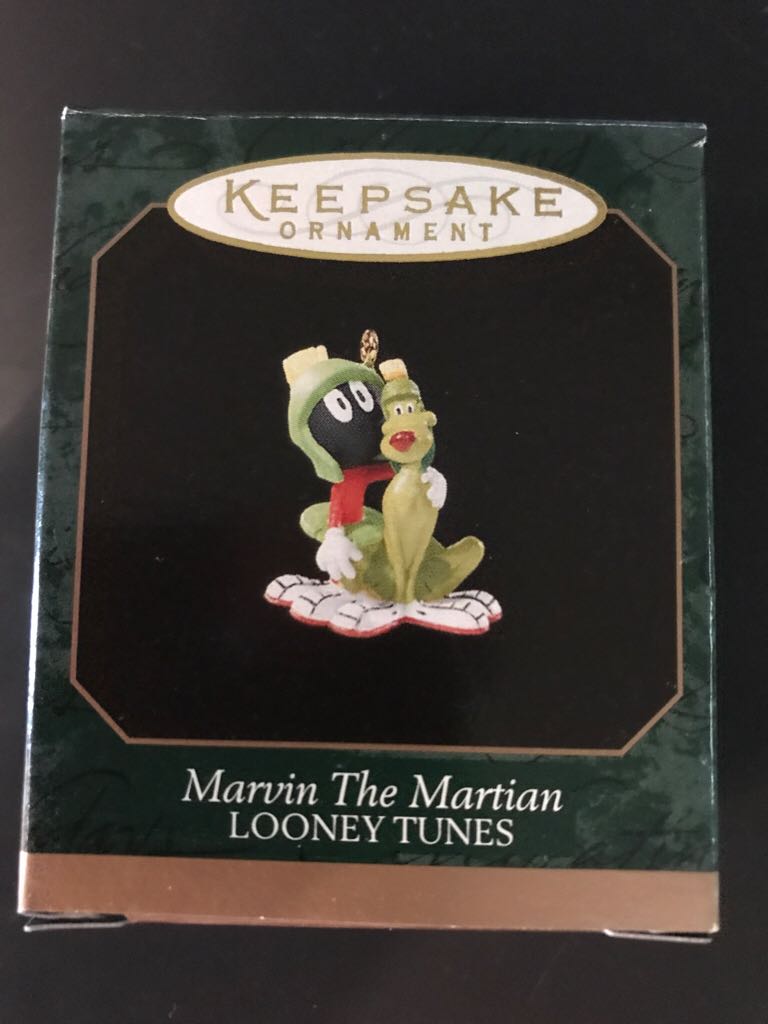 KEEPSAKE
ORNAMENT
Marvin The Martian
LOONEY TUNES